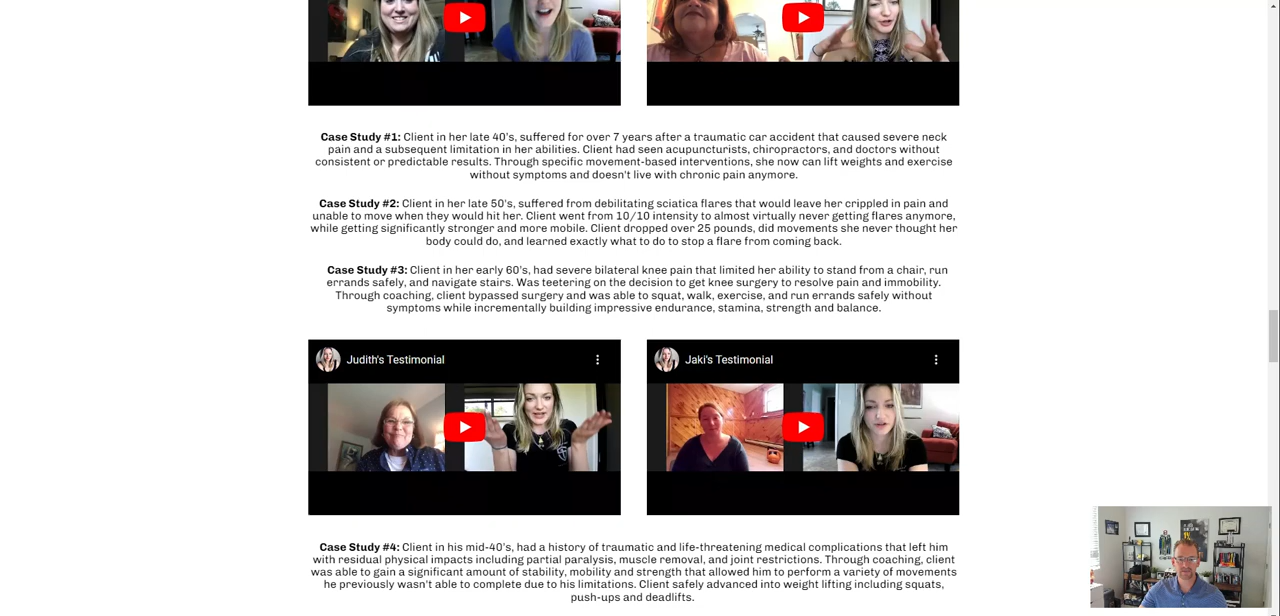 Case Study #1: Client in her late 40's, suffered for over 7 years after a traumatic car accident that caused severe neck
pain and a subsequent limitation in her abilities. Client had seen acupuncturists, chiropractors, and doctors without
consistent or predictable results. Through specific movement-based interventions, she now can lift weights and exercise
without symptoms and doesn't live with chronic pain anymore.
Case Study #2: Client in her late 50's, suffered from debilitating sciatica flares that would leave her crippled in pain and
unable to move when they would hit her. Client went from 10/10 intensity to almost virtually never getting flares anymore,
while getting significantly stronger and more mobile. Client dropped over 25 pounds, did movements she never thought her
body could do, and learned exactly what to do to stop a flare from coming back.
Case Study #3: Client in her early 60's, had severe bilateral knee pain that limited her ability to stand from a chair, run
errands safely, and navigate stairs. Was teetering on the decision to get knee surgery to resolve pain and immobility.
Through coaching, client bypassed surgery and was able to squat, walk, exercise, and run errands safely without
symptoms while incrementally building impressive endurance, stamina, strength and balance.
Judith's Testimonial
Jaki's Testimonial
Case Study #4: Client in his mid-40's, had a history of traumatic and life-threatening medical complications that left him
with residual physical impacts including partial paralysis, muscle removal, and joint restrictions. Through coaching, client
was able to gain a significant amount of stability, mobility and strength that allowed him to perform a variety of movements
he previously wasn't able to complete due to his limitations. Client safely advanced into weight lifting including squats,
push-ups and deadlifts.